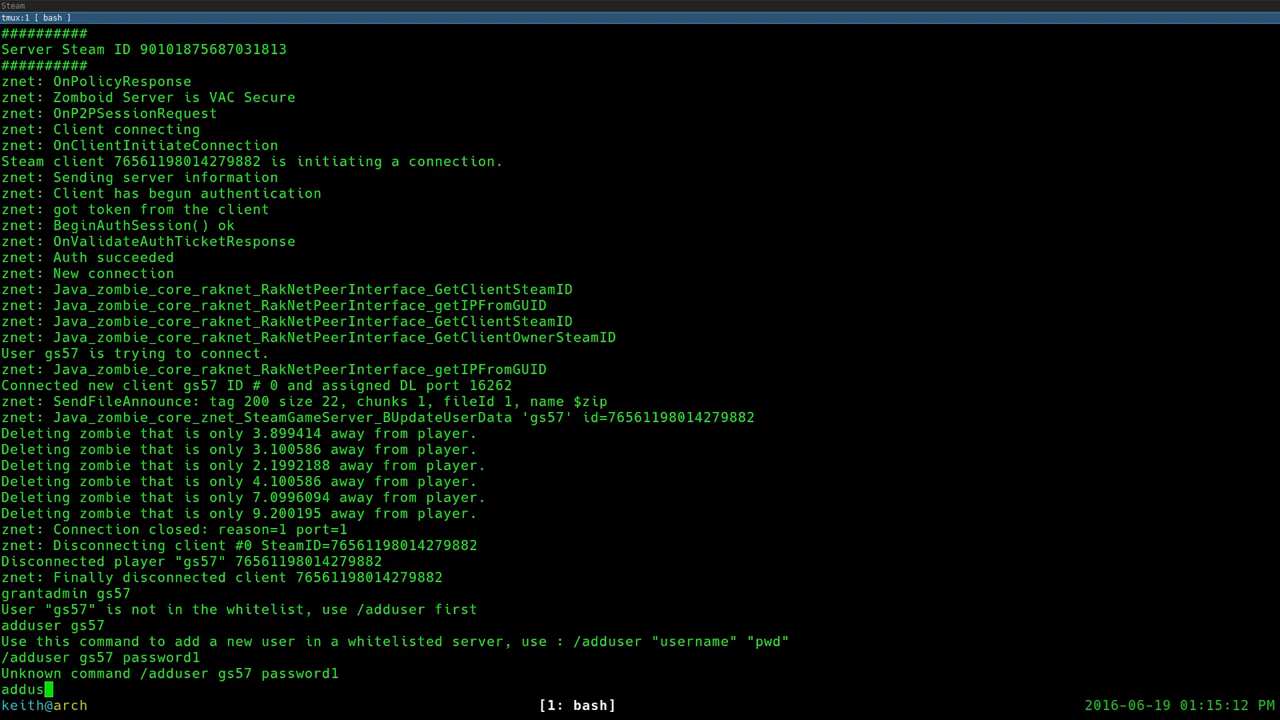 Steam
tmux:1 [ bash ]
##########
Server Steam ID 90101875687031813
##########
znet: OnPolicyResponse
znet: Zomboid Server is VAC Secure
znet: OnP2PSessionRequest
znet: Client connecting
znet: OnClientInitiateConnection
Steam client 76561198014279882 is initiating a connection.
znet: Sending server information
znet: Client has begun authentication
znet: got token from the client
znet: BeginAuthSession() ok
znet: OnValidateAuthTicketResponse
znet: Auth succeeded
znet: New connection
znet: Java_zombie_core_raknet_RakNetPeerInterface_GetClientSteamID
znet: Java_zombie_core_raknet_RakNetPeerInterface_getIPFromGUID
znet: Java_zombie_core_raknet_RakNetPeerInterface_GetClientSteamID
znet: Java_zombie_core_raknet_RakNetPeerInterface_GetClientOwnerSteamID
User gs57 is trying to connect.
znet: Java_zombie_core_raknet_RakNetPeerInterface_getIPFromGUID
Connected new client gs57 ID # 0 and assigned DL port 16262
znet: SendFileAnnounce: tag 200 size 22, chunks 1, fileId 1, name $zip
znet: Java_zombie_core_znet_SteamGameServer_BUpdateUserData 'gs57' id=76561198014279882
Deleting zombie that is only 3.899414 away from player.
Deleting zombie that is only 3.100586 away from player.
Deleting zombie that is only 2.1992188 away from player.
Deleting zombie that is only 4.100586 away from player.
Deleting zombie that is only 7.0996094 away from player.
Deleting zombie that is only 9.200195 away from player.
znet: Connection closed: reason=1 port=1
znet: Disconnecting client #0 SteamID=76561198014279882
Disconnected player "gs57" 76561198014279882
znet: Finally disconnected client 76561198014279882
grantadmin gs57
User "gs57" is not in the whitelist, use /adduser first
adduser gs57
Use this command to add a new user in a whitelisted server, use : /adduser "username" "pwd"
/adduser gs57 password1
Unknown command /adduser gs57 password1
addus
keith@arch [1: bash] 2016-06-19 01:15:12 PM